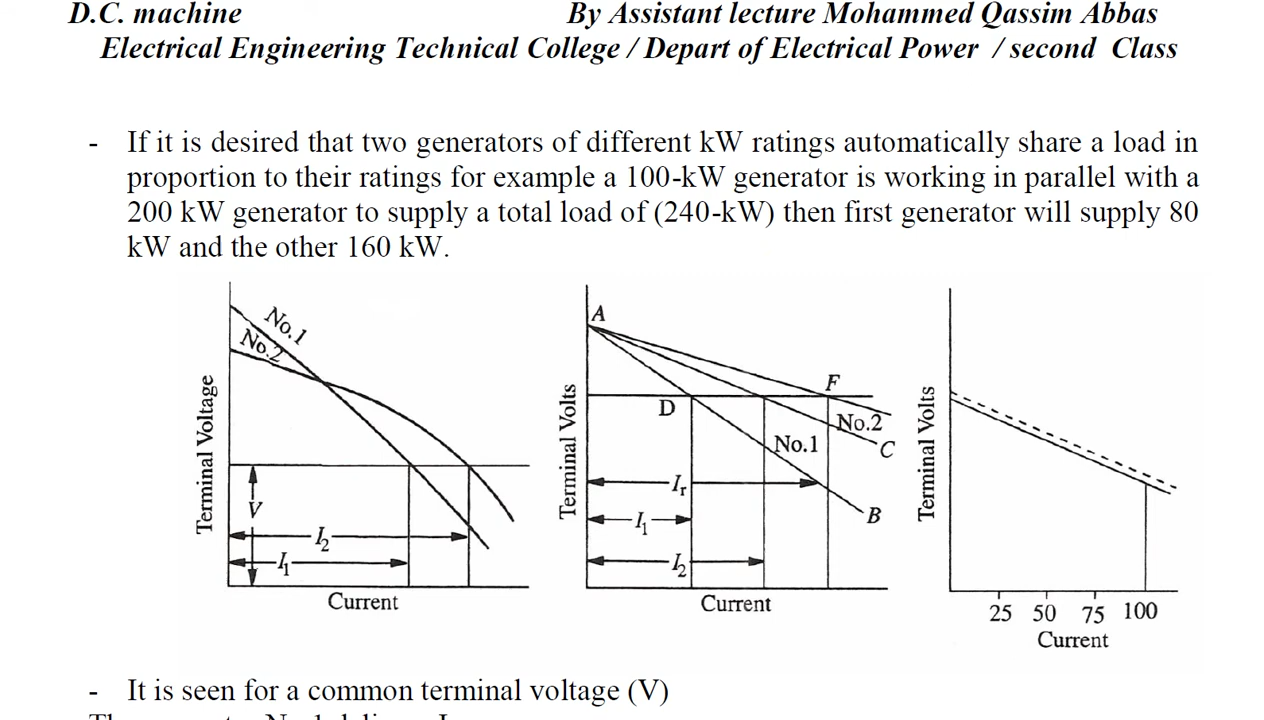 D.C. machine By Assistant lecture Mohammed Qassim Abbas
Electrical Engineering Technical College / Depart of Electrical Power / second Class
- If it is desired that two generators of different kW ratings automatically share a load in
proportion to their ratings for example a 100-kW generator is working in parallel with a
200 kW generator to supply a total load of (240-kW) then first generator will supply 80
kW and the other 160 kW.
Terminal Voltage
No.1
No.2
V
I2
I1
Current
Terminal Volts
A
F
D
No.2
No.1
C
Ir
B
I1
I2
Current
Terminal Volts
25 50 75 100
Current
- It is seen for a common terminal voltage (V)